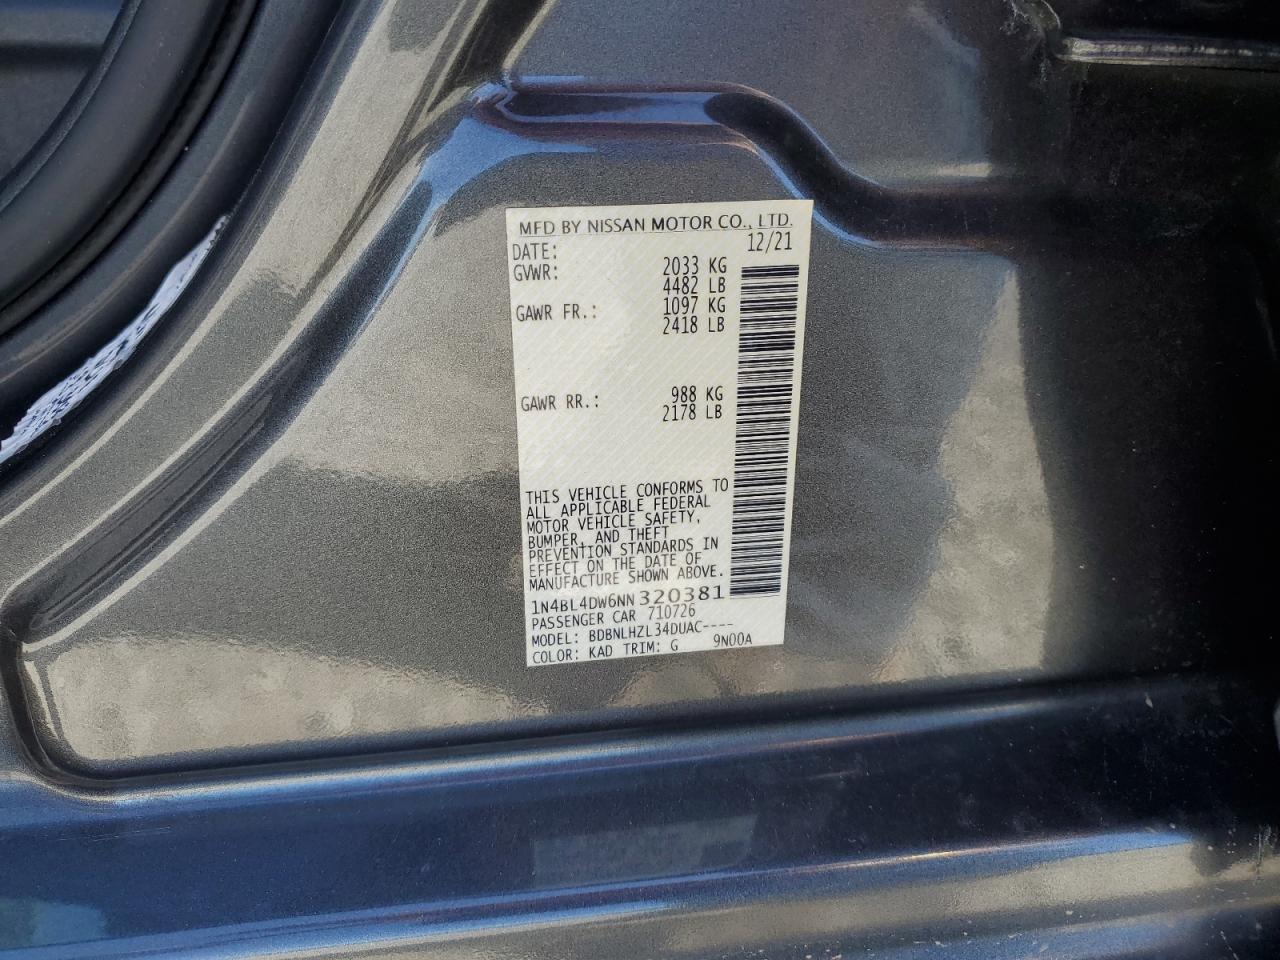 MFD BY NISSAN MOTOR CO., LTD.
DATE: 12/21
GVWR: 2033 KG
4482 LB
GAWR FR.: 1097 KG
2418 LB
GAWR RR.: 988 KG
2178 LB
THIS VEHICLE CONFORMS TO
ALL APPLICABLE FEDERAL
MOTOR VEHICLE SAFETY,
BUMPER, AND THEFT
PREVENTION STANDARDS IN
EFFECT ON THE DATE OF
MANUFACTURE SHOWN ABOVE.
1N4BL4DW6NN320381
PASSENGER CAR 710726
MODEL: BDBNLHZL34DUAC----
COLOR: KAD TRIM: G 9N00A